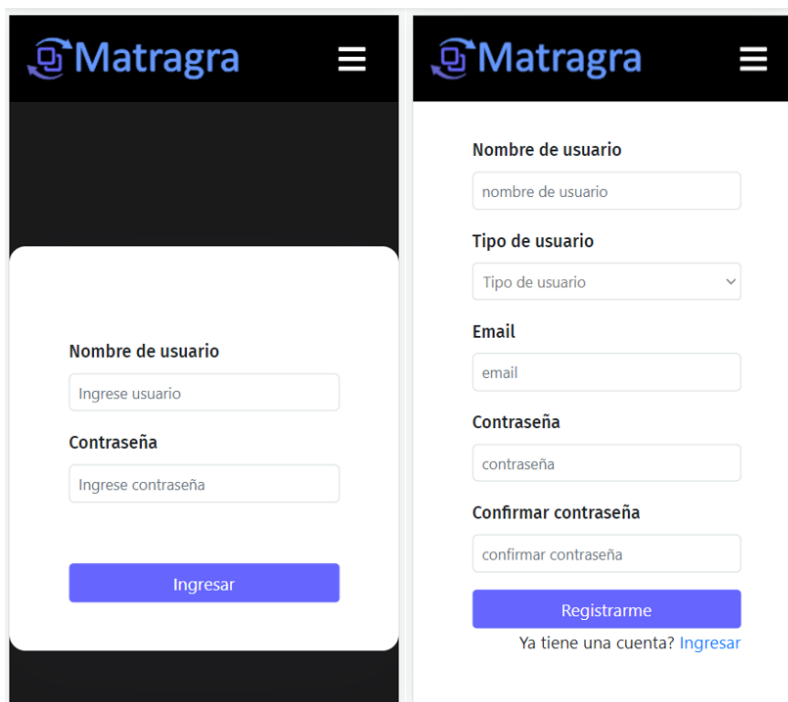 Matragra
Nombre de usuario
Ingrese usuario
Contraseña
Ingrese contraseña
Ingresar
Matragra
Nombre de usuario
nombre de usuario
Tipo de usuario
Tipo de usuario
Email
email
Contraseña
contraseña
Confirmar contraseña
confirmar contraseña
Registrarme
Ya tiene una cuenta? Ingresar